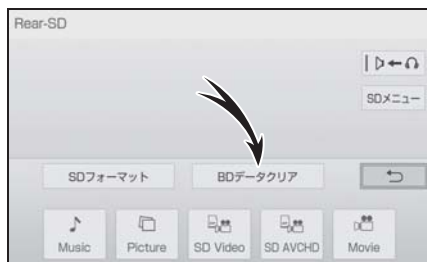 Rear-SD
SDメニュー
SDフォーマット
BDデータクリア
Music
Picture
SD Video
SD AVCHD
Movie